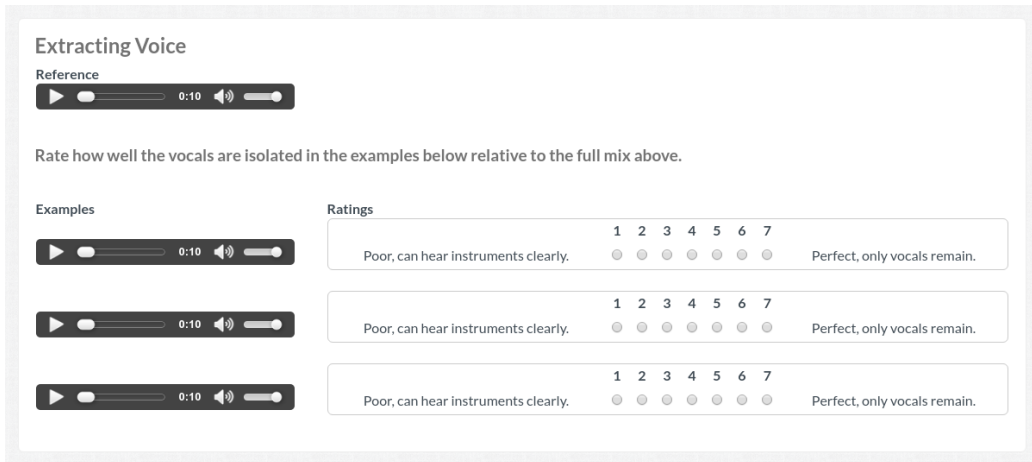 Extracting Voice
Reference
0:10
Rate how well the vocals are isolated in the examples below relative to the full mix above.
Examples Ratings
1 2 3 4 5 6 7
0:10 Poor, can hear instruments clearly. Perfect, only vocals remain.
1 2 3 4 5 6 7
0:10 Poor, can hear instruments clearly. Perfect, only vocals remain.
1 2 3 4 5 6 7
0:10 Poor, can hear instruments clearly. Perfect, only vocals remain.